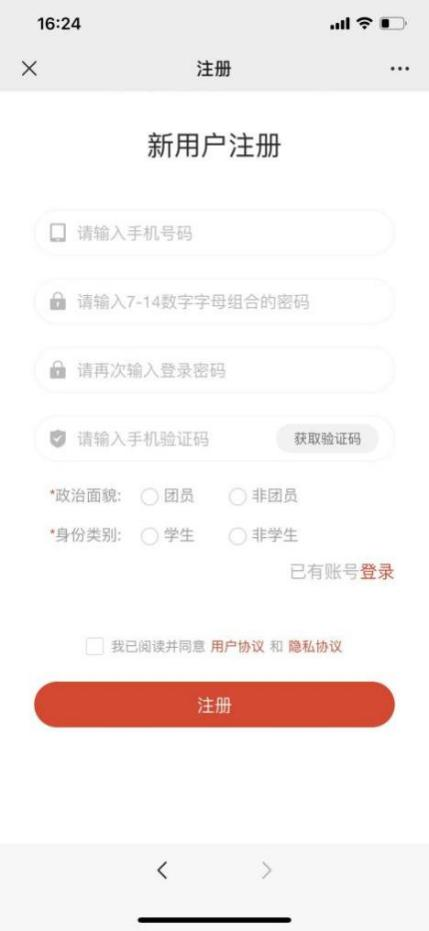 16:24
注册
新用户注册
请输入手机号码
请输入7-14数字字母组合的密码
请再次输入登录密码
请输入手机验证码 获取验证码
*政治面貌: 团员 非团员
*身份类别: 学生 非学生
已有账号登录
我已阅读并同意 用户协议 和 隐私协议
注册